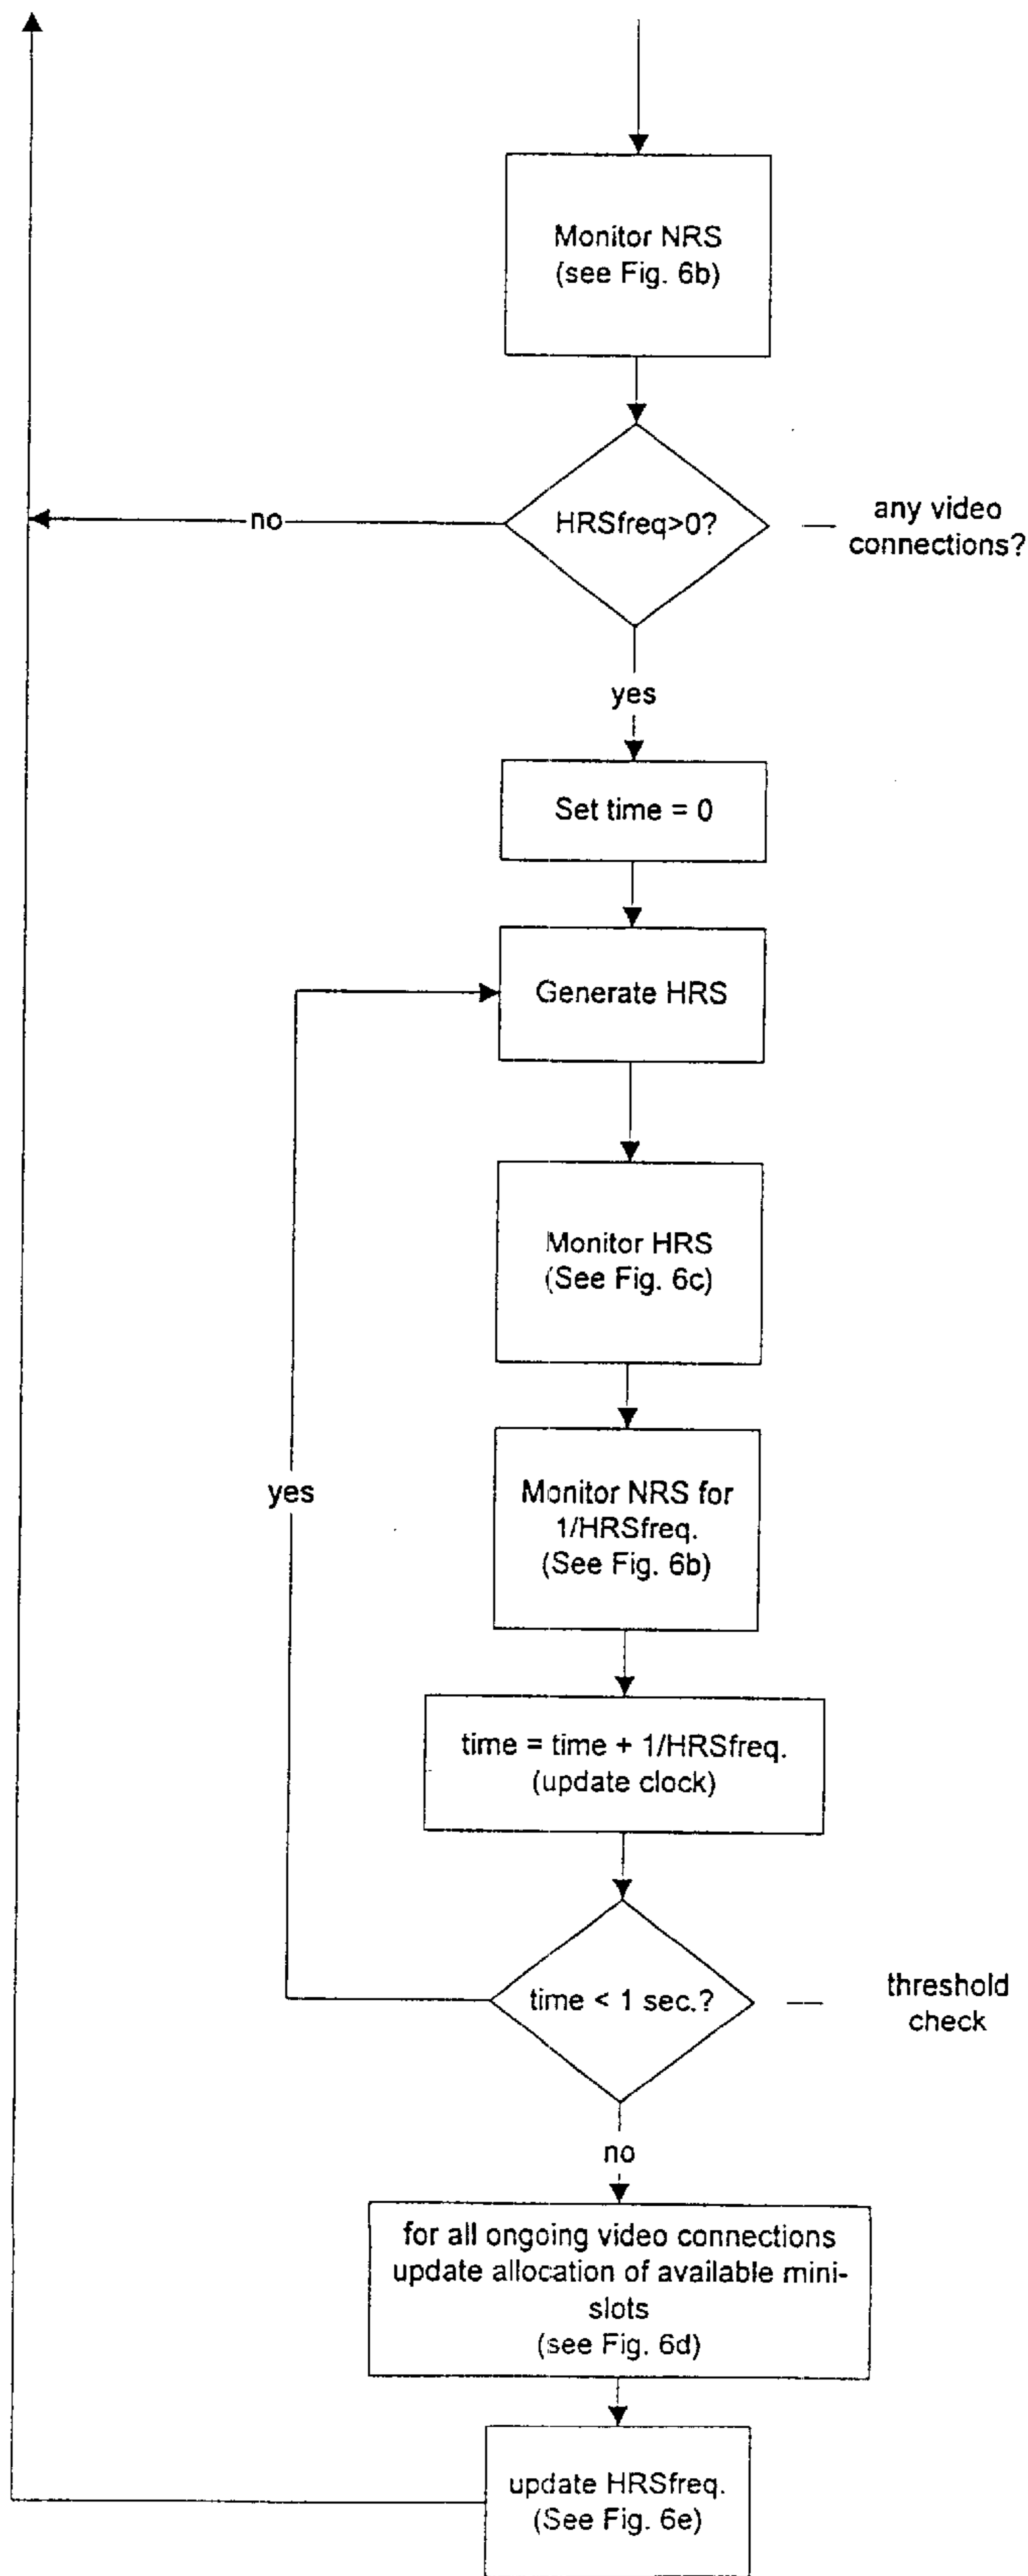 Monitor NRS
(see Fig. 6b)
HRSfreq>0?
any video
connections?
no
yes
Set time = 0
Generate HRS
Monitor HRS
(See Fig. 6c)
Monitor NRS for
1/HRSfreq.
(See Fig. 6b)
yes
time = time + 1/HRSfreq.
(update clock)
time < 1 sec.?
threshold
check
no
for all ongoing video connections
update allocation of available mini-
slots
(see Fig. 6d)
update HRSfreq.
(See Fig. 6e)